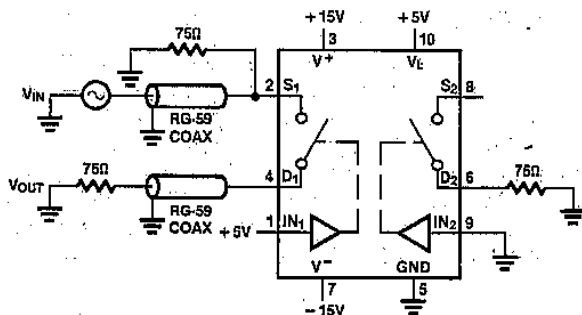 +15V
+5V
75Ω
3
10
V+
VL
2
S1
S2
8
VIN
RG-59
COAX
75Ω
4
D1
D2
6
75Ω
VOUT
RG-59
COAX
+5V
1
IN1
IN2
9
V−
GND
7
5
−15V